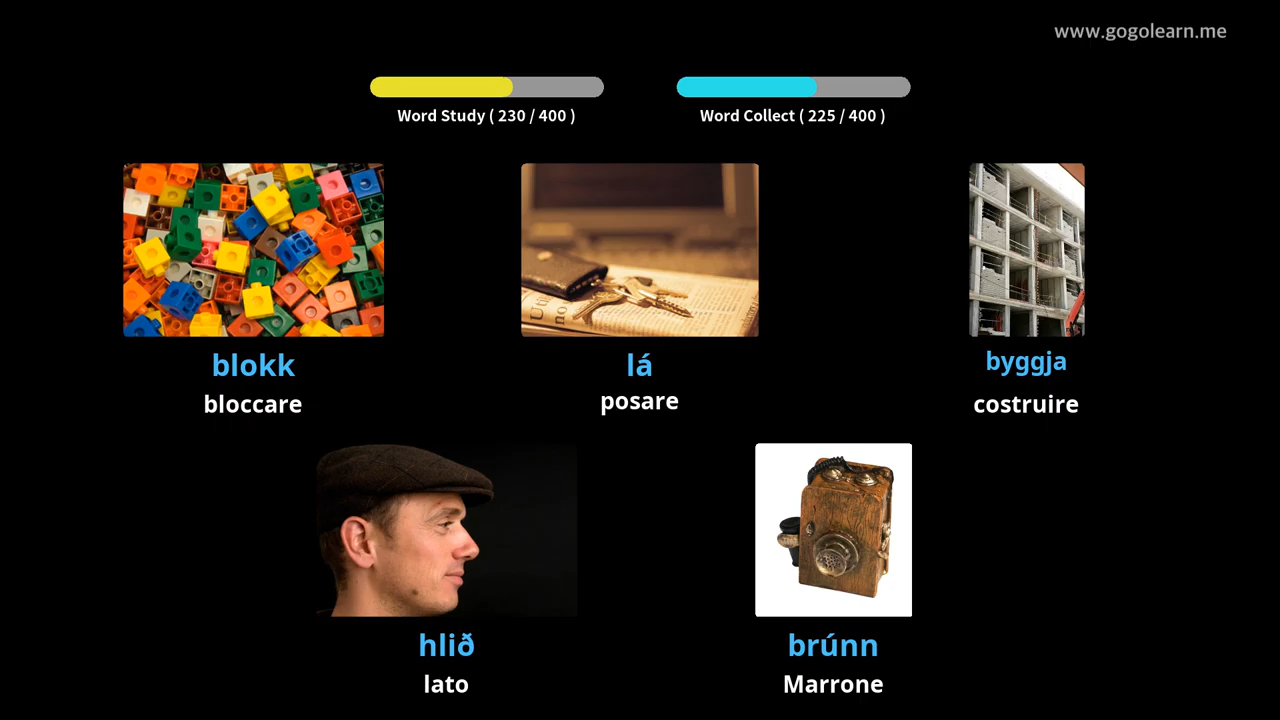 www.gogolearn.me
Word Study ( 230 / 400 )
Word Collect ( 225 / 400 )
blokk
bloccare
lá
posare
byggja
costruire
hlið
lato
brúnn
Marrone